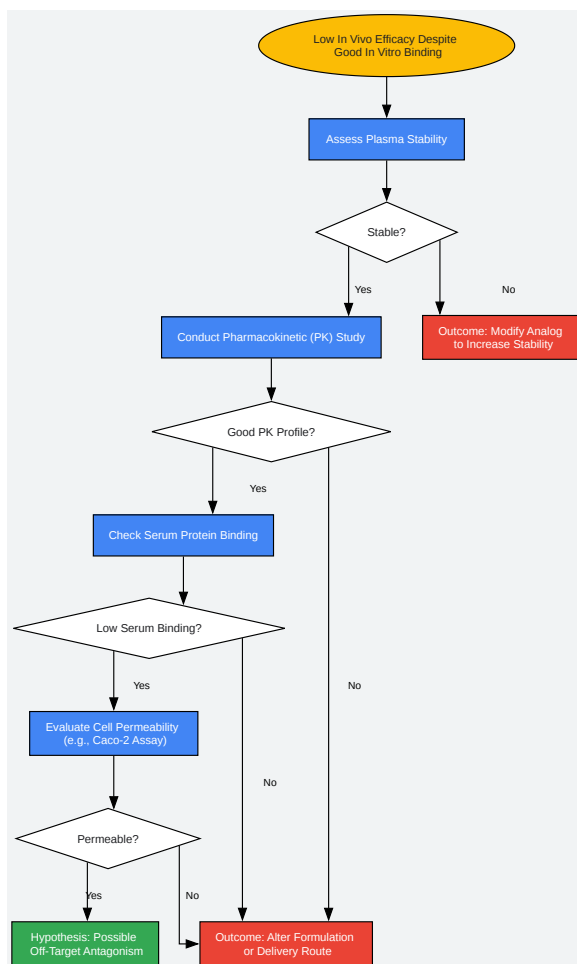 Low In Vivo Efficacy Despite
Good In Vitro Binding
Assess Plasma Stability
Stable?
Yes
No
Conduct Pharmacokinetic (PK) Study
Outcome: Modify Analog
to Increase Stability
Good PK Profile?
Yes
Check Serum Protein Binding
Low Serum Binding?
Yes
No
Evaluate Cell Permeability
(e.g., Caco-2 Assay)
No
Permeable?
Yes
No
Hypothesis: Possible
Off-Target Antagonism
Outcome: Alter Formulation
or Delivery Route